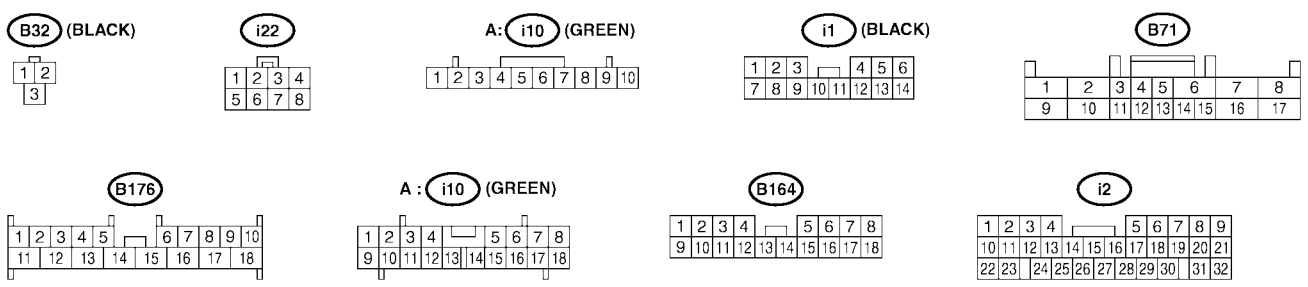 B32 (BLACK)
1 2
3
i22
1 2 3 4
5 6 7 8
A: i10 (GREEN)
1 2 3 4 5 6 7 8 9 10
i1 (BLACK)
1 2 3 4 5 6
7 8 9 10 11 12 13 14
B71
1 2 3 4 5 6 7 8
9 10 11 12 13 14 15 16 17
B176
1 2 3 4 5 6 7 8 9 10
11 12 13 14 15 16 17 18
A : i10 (GREEN)
1 2 3 4 5 6 7 8
9 10 11 12 13 14 15 16 17 18
B164
1 2 3 4 5 6 7 8
9 10 11 12 13 14 15 16 17 18
i2
1 2 3 4 5 6 7 8 9
10 11 12 13 14 15 16 17 18 19 20 21
22 23 24 25 26 27 28 29 30 31 32